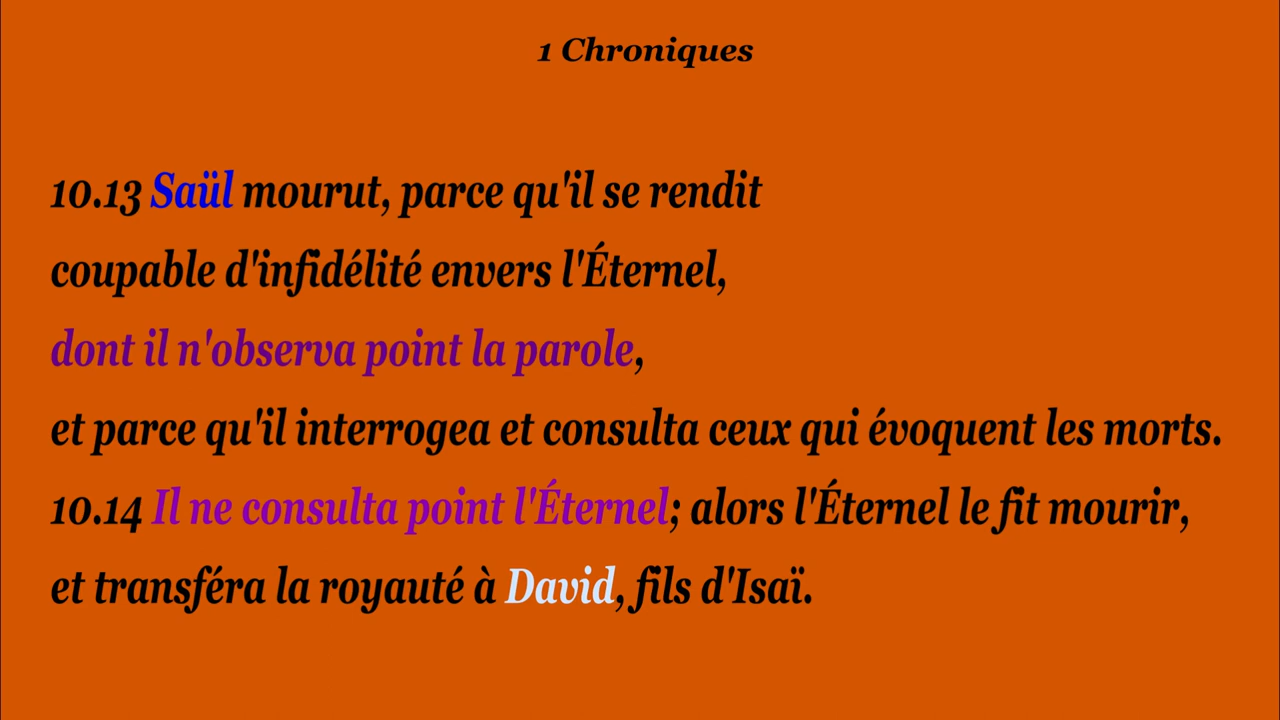 1 Chroniques
10.13 Saül mourut, parce qu'il se rendit
coupable d'infidélité envers l'Éternel,
dont il n'observa point la parole,
et parce qu'il interrogea et consulta ceux qui évoquent les morts.
10.14 Il ne consulta point l'Éternel; alors l'Éternel le fit mourir,
et transféra la royauté à David, fils d'Isaï.